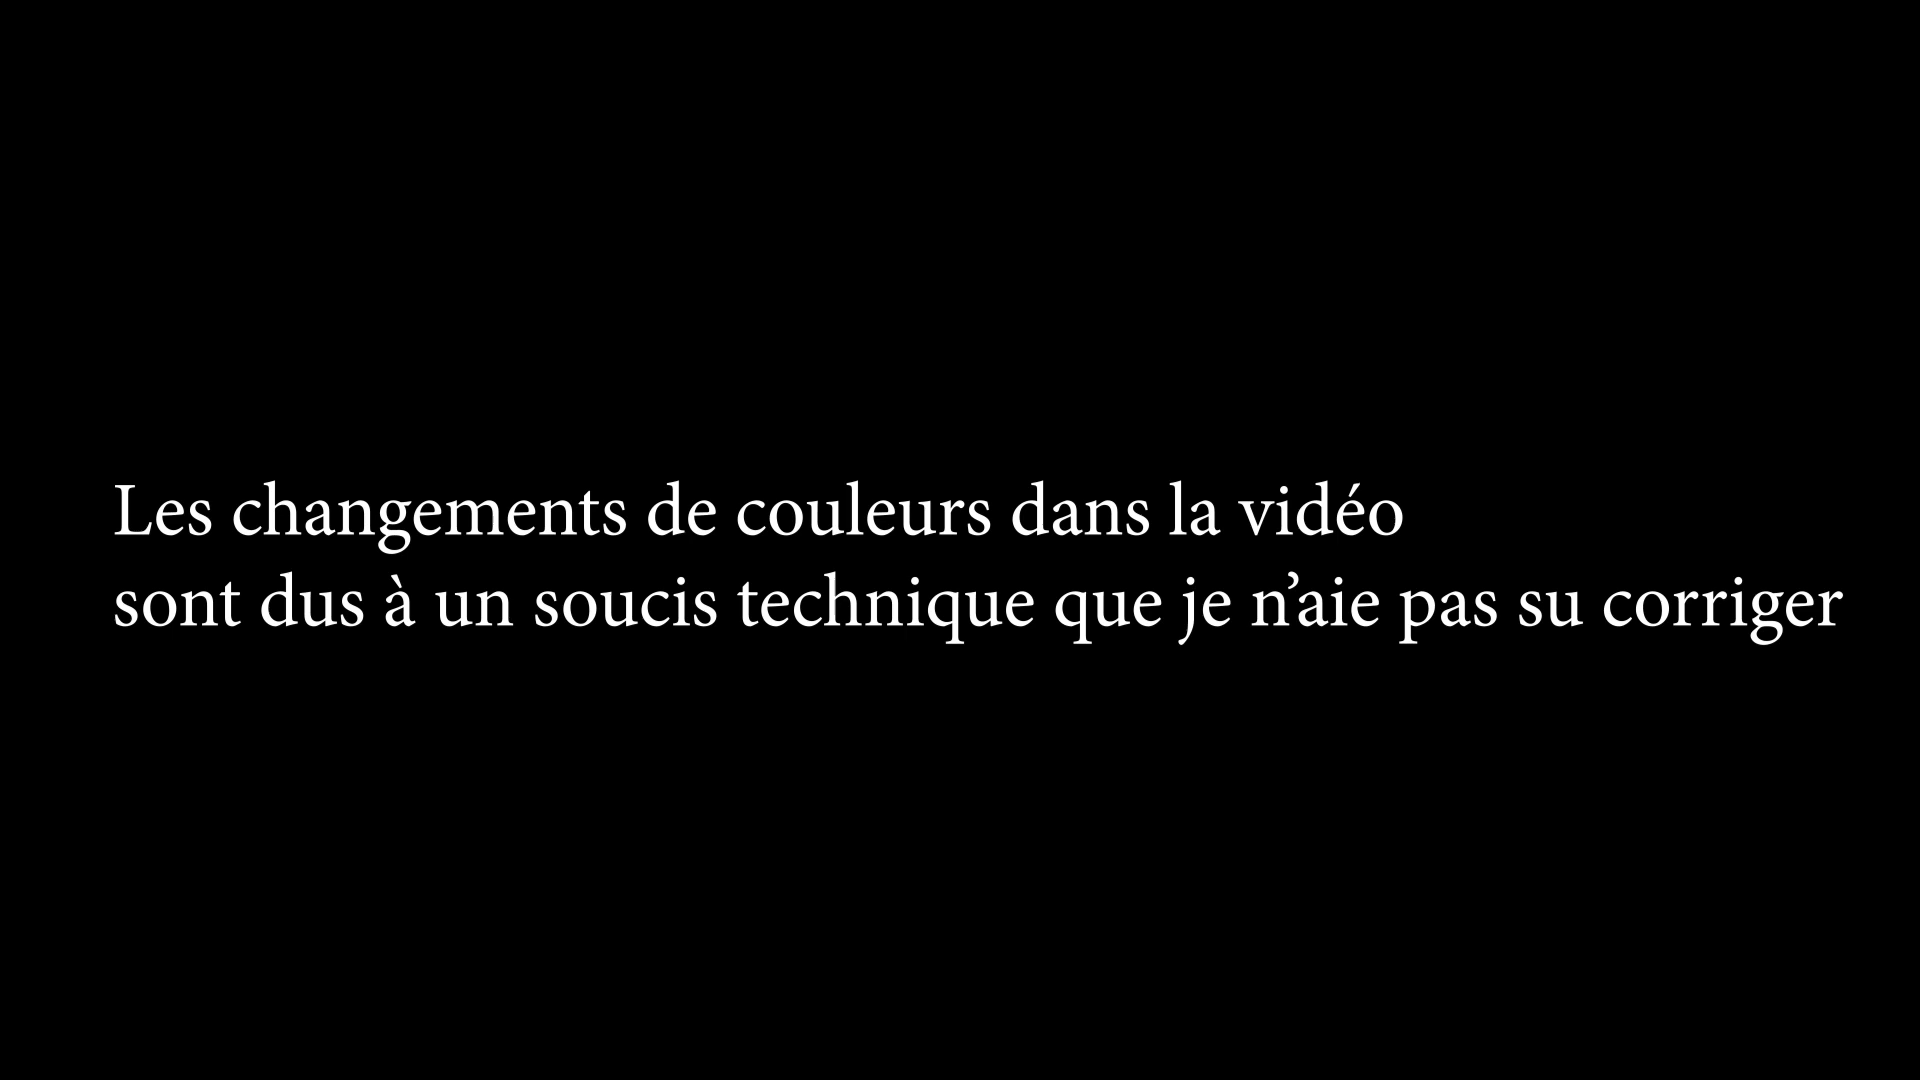 Les changements de couleurs dans la vidéo
sont dus à un soucis technique que je n’aie pas su corriger